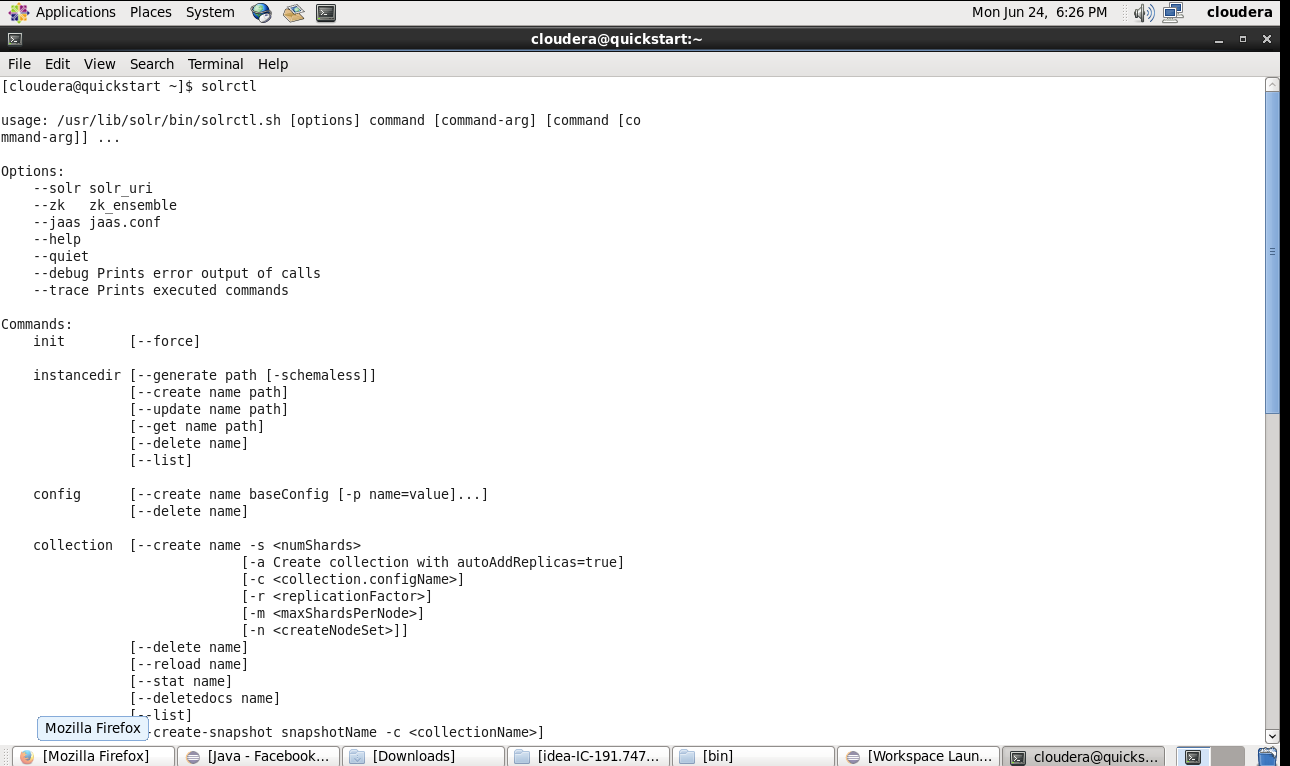 Applications Places System Mon Jun 24, 6:26 PM cloudera
cloudera@quickstart:~
File Edit View Search Terminal Help
[cloudera@quickstart ~]$ solrctl
usage: /usr/lib/solr/bin/solrctl.sh [options] command [command-arg] [command [co
mmand-arg]] ...
Options:
    --solr solr_uri
    --zk   zk_ensemble
    --jaas jaas.conf
    --help
    --quiet
    --debug Prints error output of calls
    --trace Prints executed commands
Commands:
    init        [--force]
    instancedir [--generate path [-schemaless]]
                [--create name path]
                [--update name path]
                [--get name path]
                [--delete name]
                [--list]
    config      [--create name baseConfig [-p name=value]...]
                [--delete name]
    collection  [--create name -s <numShards>
                              [-a Create collection with autoAddReplicas=true]
                              [-c <collection.configName>]
                              [-r <replicationFactor>]
                              [-m <maxShardsPerNode>]
                              [-n <createNodeSet>]]
                [--delete name]
                [--reload name]
                [--stat name]
                [--deletedocs name]
                --list]
Mozilla Firefox
                -create-snapshot snapshotName -c <collectionName>]
[Mozilla Firefox] [Java - Facebook... [Downloads] [idea-IC-191.747... [bin] [Workspace Laun... cloudera@quicks...